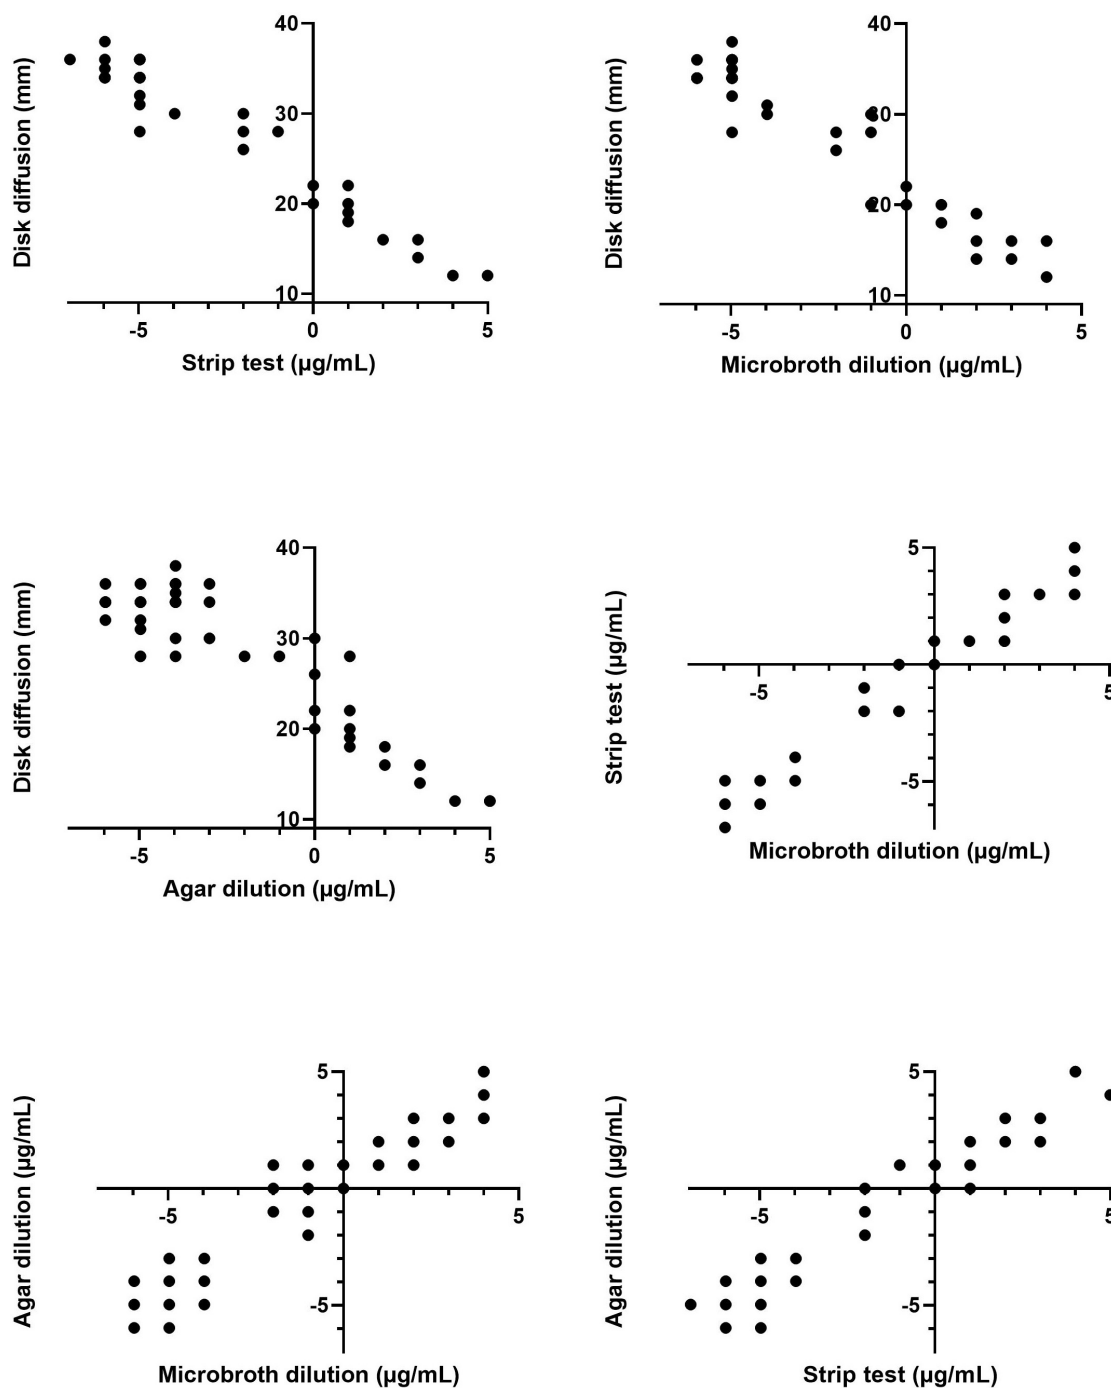 40
30
20
10
Disk diffusion (mm)
-5 0 5
Strip test (µg/mL)
40
30
20
10
Disk diffusion (mm)
-5 0 5
Microbroth dilution (µg/mL)
40
30
20
10
Disk diffusion (mm)
-5 0 5
Agar dilution (µg/mL)
5
-5
Strip test (µg/mL)
-5 5
Microbroth dilution (µg/mL)
5
-5
Agar dilution (µg/mL)
-5 5
Microbroth dilution (µg/mL)
5
-5
Agar dilution (µg/mL)
-5 5
Strip test (µg/mL)